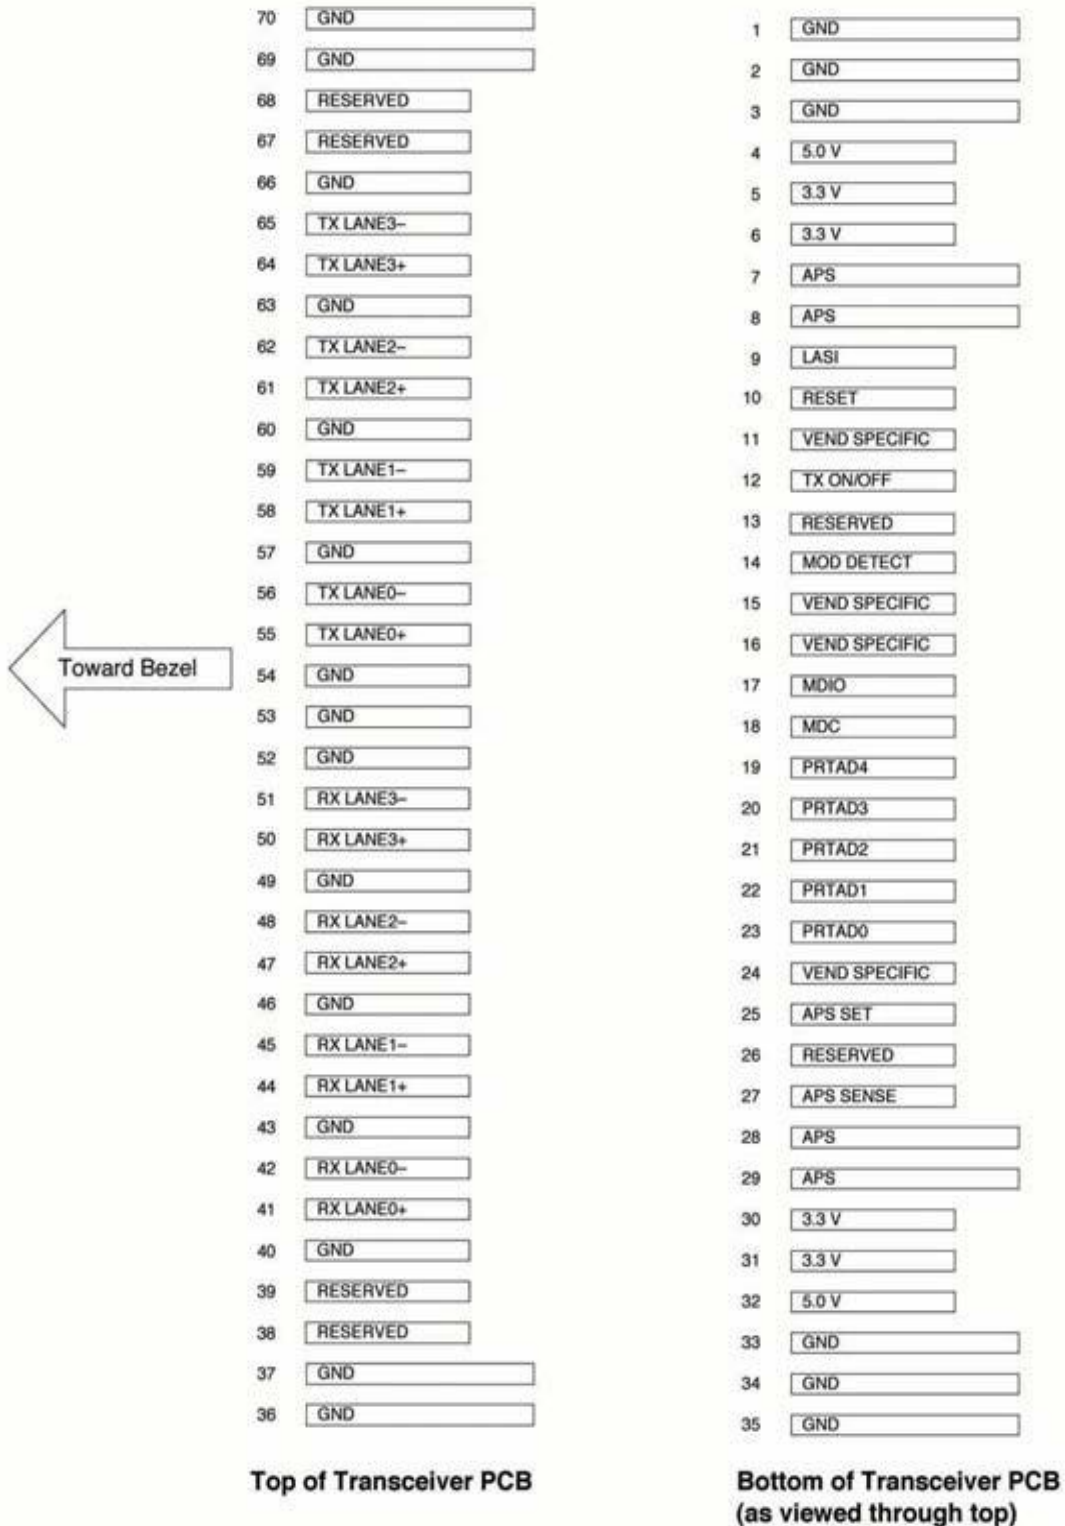 70 GND
69 GND
68 RESERVED
67 RESERVED
66 GND
65 TX LANE3–
64 TX LANE3+
63 GND
62 TX LANE2–
61 TX LANE2+
60 GND
59 TX LANE1–
58 TX LANE1+
57 GND
56 TX LANE0–
55 TX LANE0+
54 GND
53 GND
52 GND
51 RX LANE3–
50 RX LANE3+
49 GND
48 RX LANE2–
47 RX LANE2+
46 GND
45 RX LANE1–
44 RX LANE1+
43 GND
42 RX LANE0–
41 RX LANE0+
40 GND
39 RESERVED
38 RESERVED
37 GND
36 GND
Toward Bezel
Top of Transceiver PCB
1 GND
2 GND
3 GND
4 5.0 V
5 3.3 V
6 3.3 V
7 APS
8 APS
9 LASI
10 RESET
11 VEND SPECIFIC
12 TX ON/OFF
13 RESERVED
14 MOD DETECT
15 VEND SPECIFIC
16 VEND SPECIFIC
17 MDIO
18 MDC
19 PRTAD4
20 PRTAD3
21 PRTAD2
22 PRTAD1
23 PRTAD0
24 VEND SPECIFIC
25 APS SET
26 RESERVED
27 APS SENSE
28 APS
29 APS
30 3.3 V
31 3.3 V
32 5.0 V
33 GND
34 GND
35 GND
Bottom of Transceiver PCB
(as viewed through top)